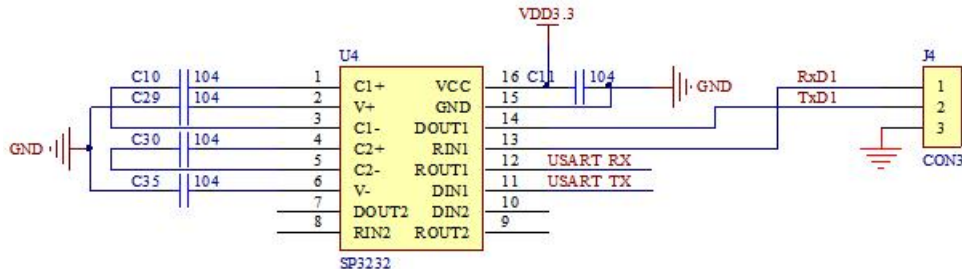 VDD3.3
U4 J4
C10 104 1 C1+ VCC 16 C11 104 GND RxD1 1
C29 104 2 V+ GND 15 TxD1 2
3 C1- DOUT1 14 3
GND C30 104 4 C2+ RIN1 13
5 C2- ROUT1 12 USART RX CON3
C35 104 6 V- DIN1 11 USART TX
7 DOUT2 DIN2 10
8 RIN2 ROUT2 9
SP3232